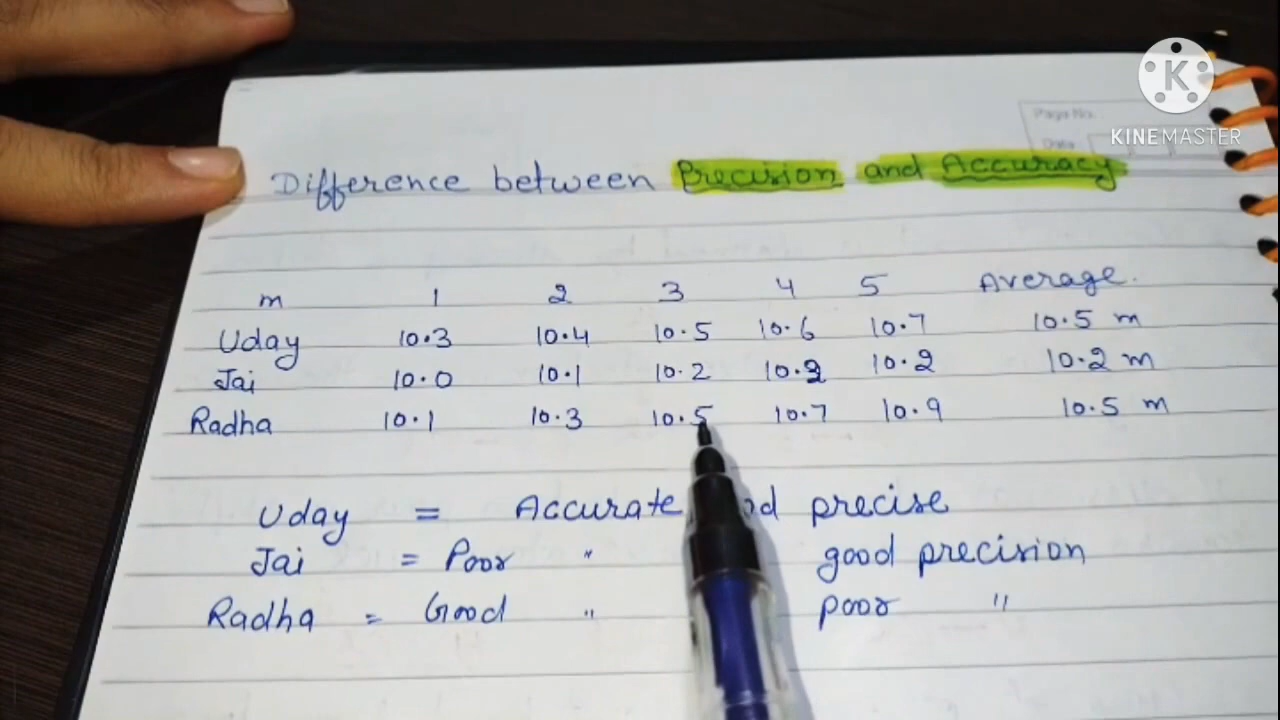 K
KINEMASTER
Page No.
Date
Difference between Precision and Accuracy
m 1 2 3 4 5 Average.
Uday 10.3 10.4 10.5 10.6 10.7 10.5 m
Jai 10.0 10.1 10.2 10.2 10.2 10.2 m
Radha 10.1 10.3 10.5 10.7 10.9 10.5 m
Uday = Accurate precise
Jai = Poor " good precision
Radha = Good " poor "